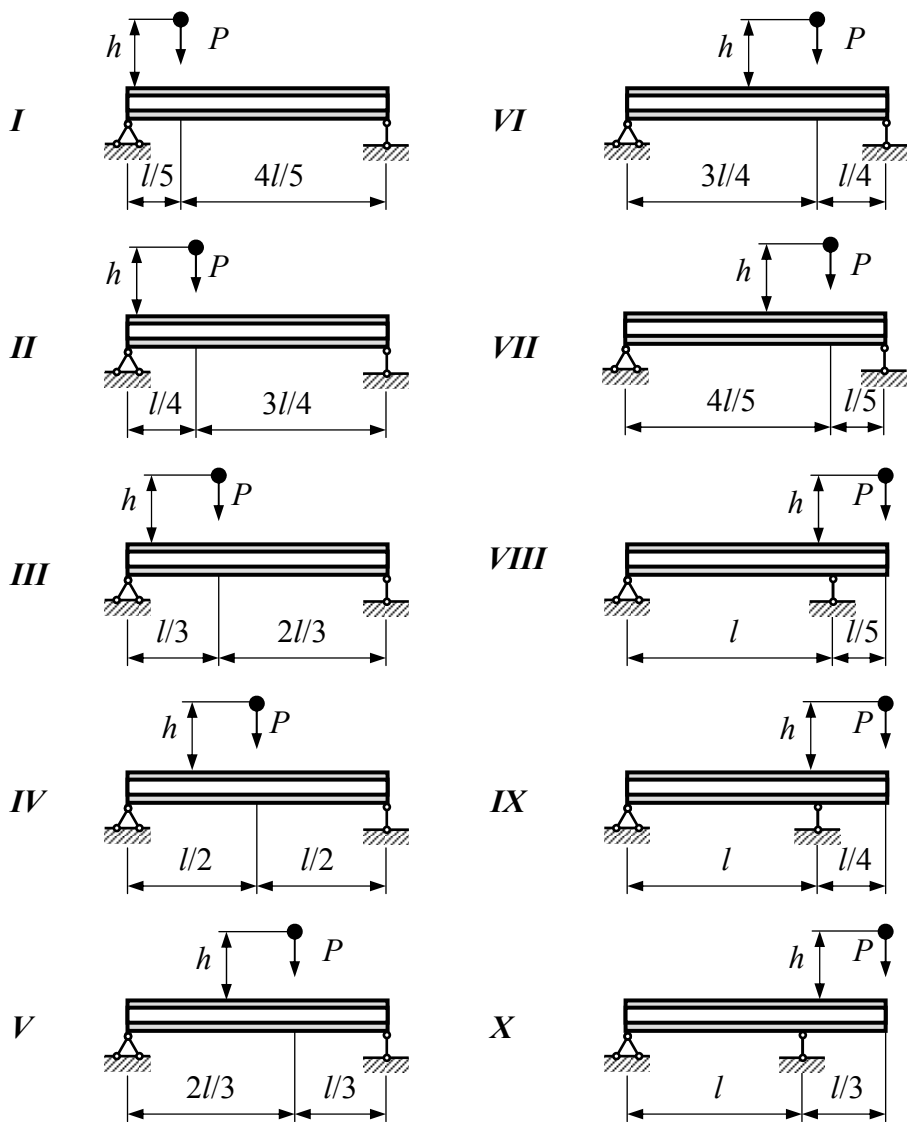 h P
I
l/5 4l/5
h P
II
l/4 3l/4
h P
III
l/3 2l/3
h P
IV
l/2 l/2
h P
V
2l/3 l/3
h P
VI
3l/4 l/4
h P
VII
4l/5 l/5
h P
VIII
l l/5
h P
IX
l l/4
h P
X
l l/3